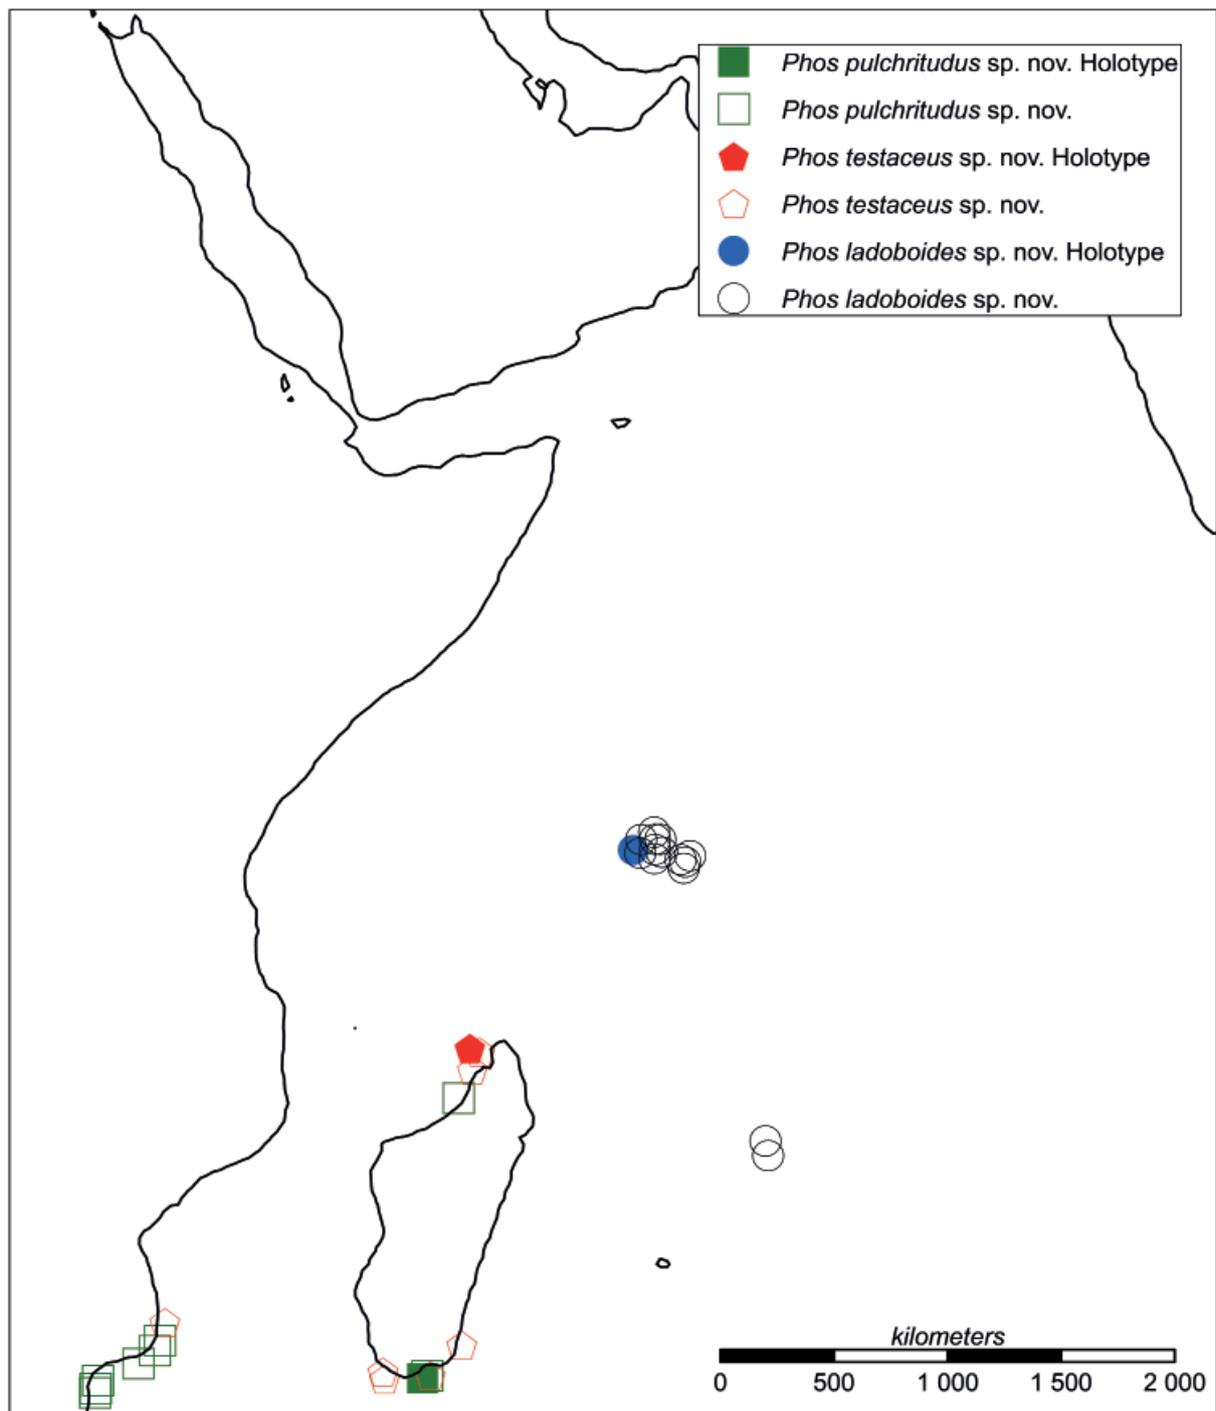 Phos pulchritudus sp. nov. Holotype
Phos pulchritudus sp. nov.
Phos testaceus sp. nov. Holotype
Phos testaceus sp. nov.
Phos ladoboides sp. nov. Holotype
Phos ladoboides sp. nov.
kilometers
0 500 1 000 1 500 2 000